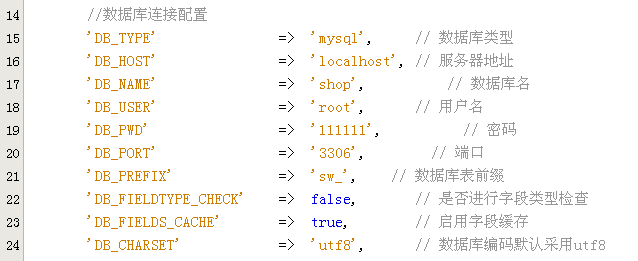 14 //数据库连接配置
15 'DB_TYPE' => 'mysql', // 数据库类型
16 'DB_HOST' => 'localhost', // 服务器地址
17 'DB_NAME' => 'shop', // 数据库名
18 'DB_USER' => 'root', // 用户名
19 'DB_PWD' => '111111', // 密码
20 'DB_PORT' => '3306', // 端口
21 'DB_PREFIX' => 'sw_', // 数据库表前缀
22 'DB_FIELDTYPE_CHECK' => false, // 是否进行字段类型检查
23 'DB_FIELDS_CACHE' => true, // 启用字段缓存
24 'DB_CHARSET' => 'utf8', // 数据库编码默认采用utf8